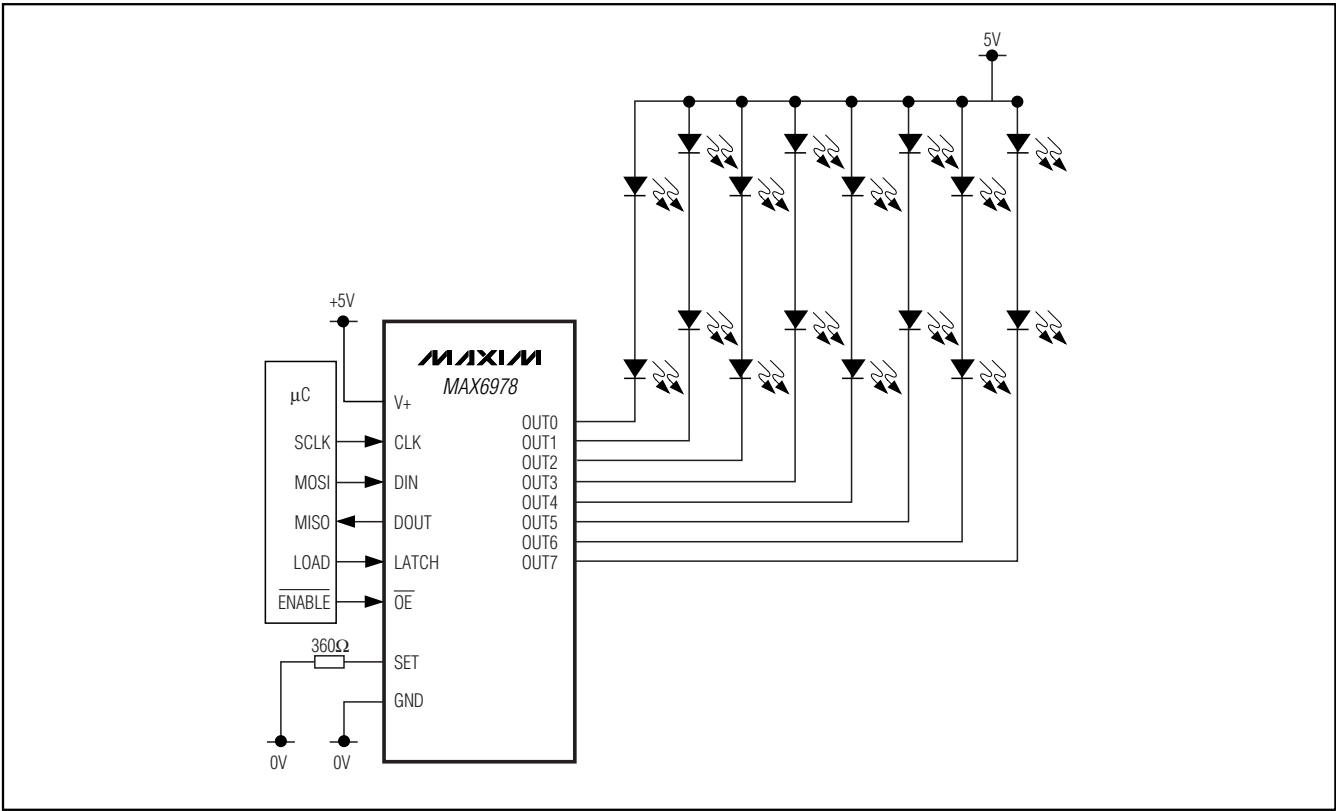 5V
+5V
MAXIM
MAX6978
μC
V+
OUT0
SCLK
CLK
OUT1
OUT2
MOSI
DIN
OUT3
OUT4
MISO
DOUT
OUT5
OUT6
LOAD
LATCH
OUT7
ENABLE
OE
360Ω
SET
GND
0V
0V